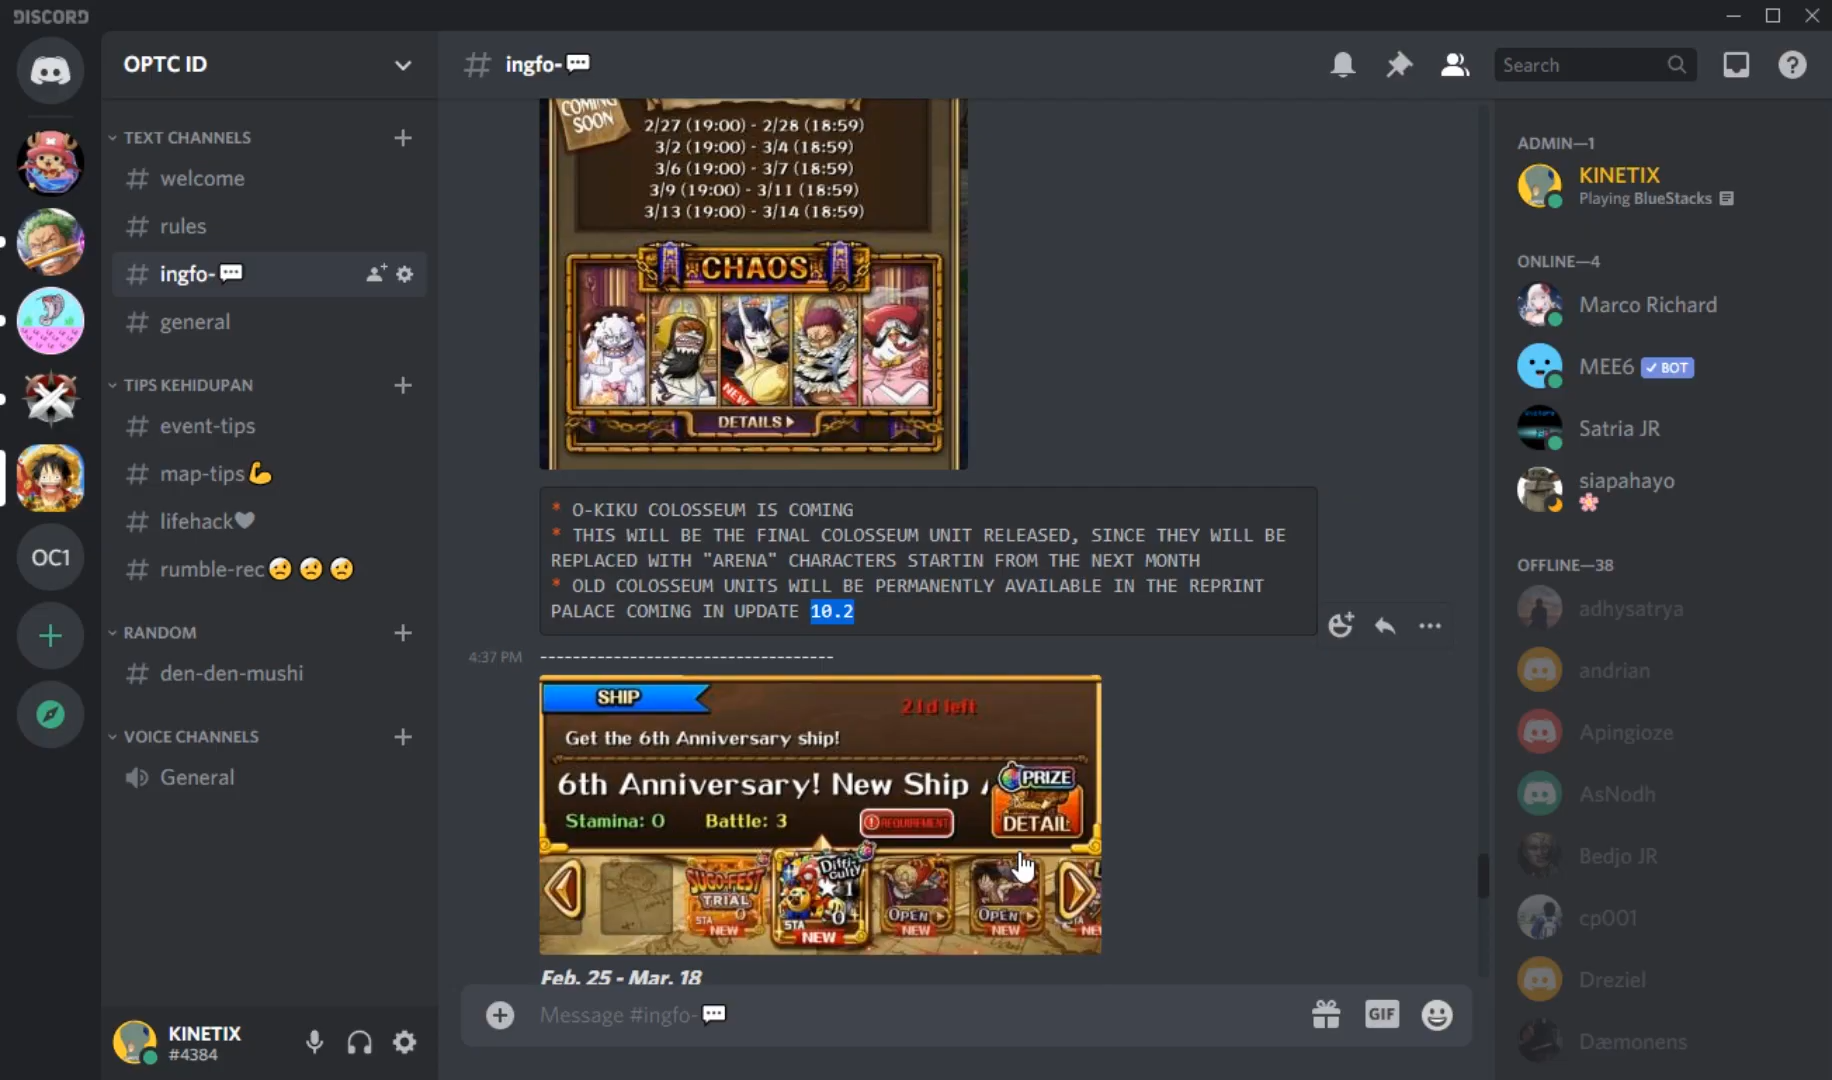 DISCORD
OPTC ID
TEXT CHANNELS
welcome
rules
ingfo-💬
general
TIPS KEHIDUPAN
event-tips
map-tips💪
lifehack🖤
rumble-rec🤕 🤕 🤕
RANDOM
den-den-mushi
VOICE CHANNELS
General
OC1
KINETIX
#4384
# ingfo-💬
Search
COMING SOON
2/27 (19:00) - 2/28 (18:59)
3/2 (19:00) - 3/4 (18:59)
3/6 (19:00) - 3/7 (18:59)
3/9 (19:00) - 3/11 (18:59)
3/13 (19:00) - 3/14 (18:59)
CHAOS
NEW
DETAILS
* O-KIKU COLOSSEUM IS COMING
* THIS WILL BE THE FINAL COLOSSEUM UNIT RELEASED, SINCE THEY WILL BE
REPLACED WITH "ARENA" CHARACTERS STARTIN FROM THE NEXT MONTH
* OLD COLOSSEUM UNITS WILL BE PERMANENTLY AVAILABLE IN THE REPRINT
PALACE COMING IN UPDATE 10.2
4:37 PM
-----------------------------------
SHIP
21d left
Get the 6th Anniversary ship!
6th Anniversary! New Ship
PRIZE
DETAIL
Stamina: 0 Battle: 3
REQUIREMENT
SUGO-FEST
TRIAL
STA 0
NEW
Difficulty
1
STA 0
NEW
OPEN
NEW
OPEN
NEW
Feb. 25 - Mar. 18
Message #ingfo-💬
GIF
ADMIN—1
KINETIX
Playing BlueStacks
ONLINE—4
Marco Richard
MEE6 ✓ BOT
Satria JR
siapahayo
🌸
OFFLINE—38
adhysatrya
andrian
Apingioze
AsNodh
Bedjo JR
cp001
Dreziel
Dæmonens